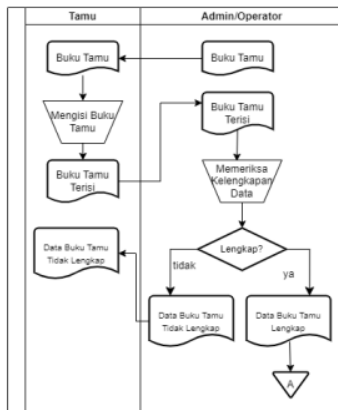 Tamu
Admin/Operator
Buku Tamu
Buku Tamu
Mengisi Buku
Tamu
Buku Tamu
Terisi
Buku Tamu
Terisi
Memeriksa
Kelengkapan
Data
Lengkap?
tidak
ya
Data Buku Tamu
Tidak Lengkap
Data Buku Tamu
Tidak Lengkap
Data Buku Tamu
Lengkap
A